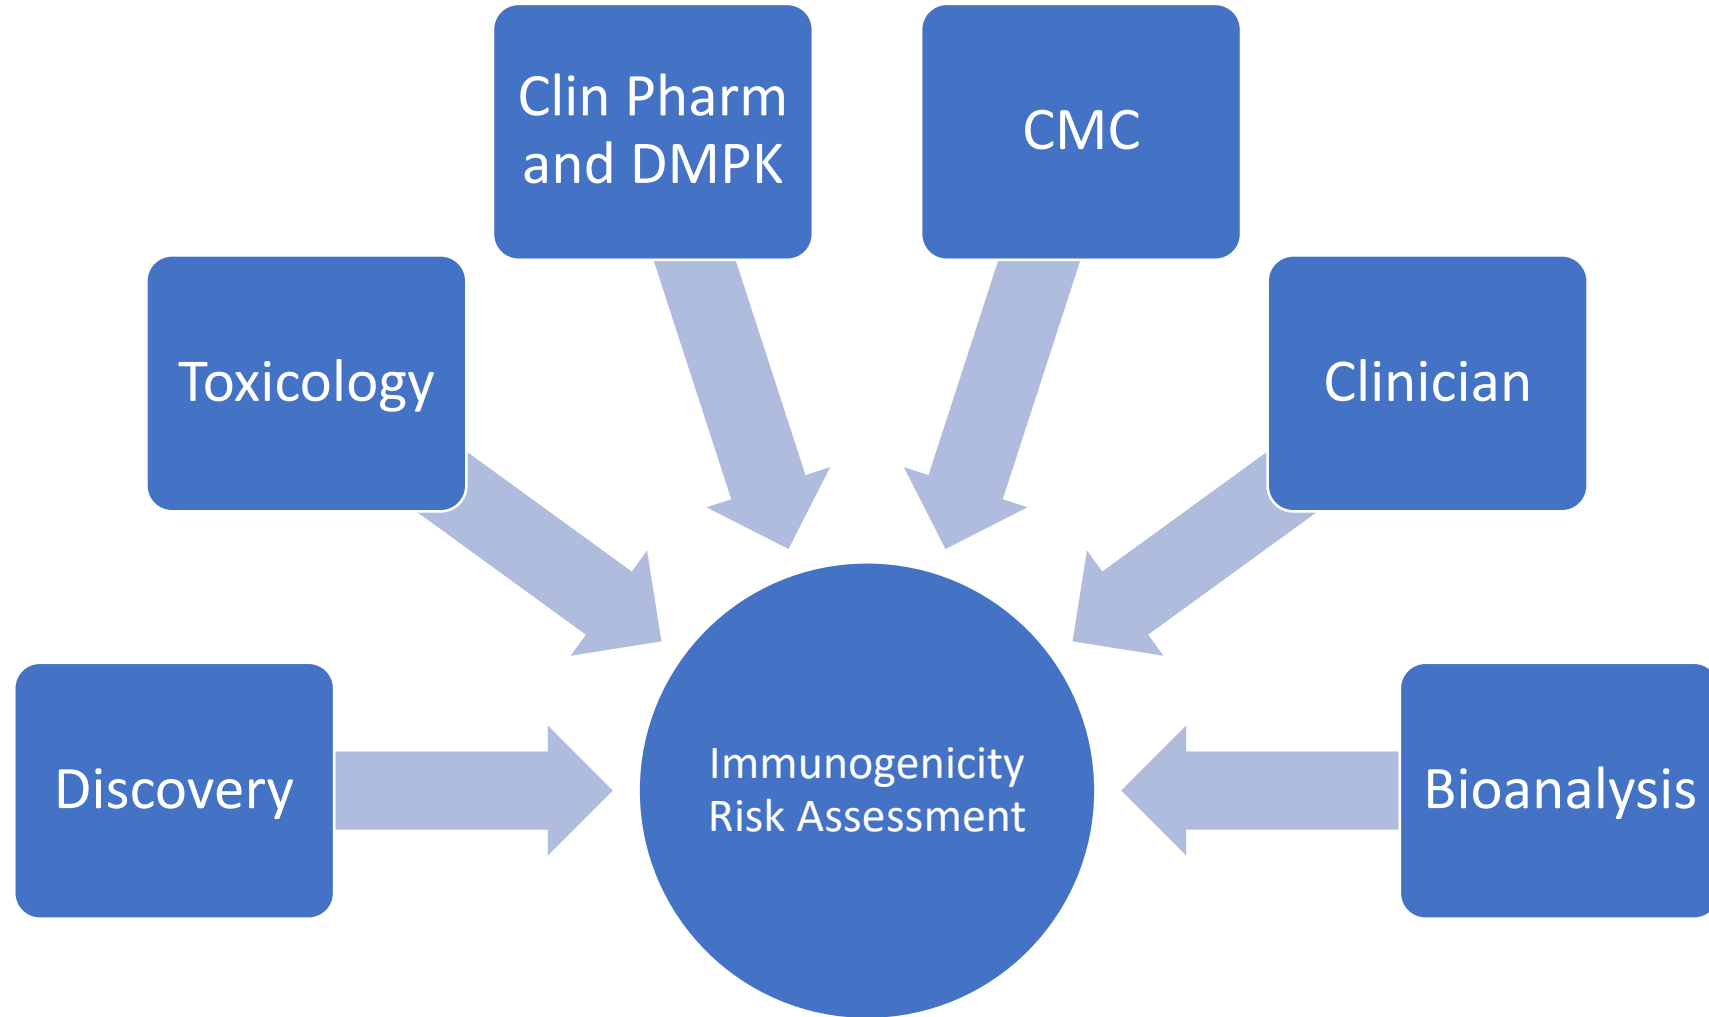 Clin Pharm
and DMPK
CMC
Toxicology
Clinician
Discovery
Immunogenicity
Risk Assessment
Bioanalysis